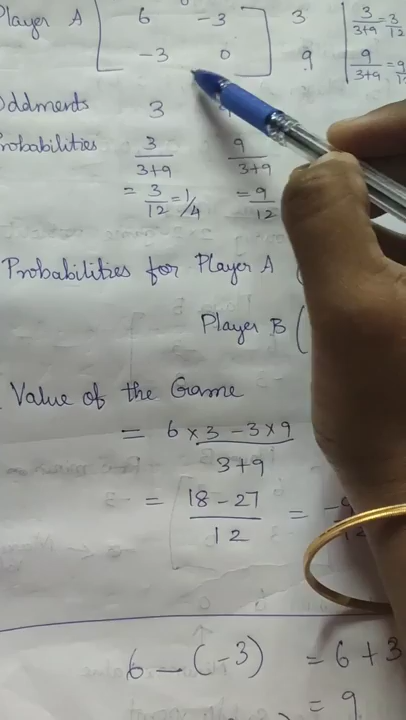 Player A [ 6 -3 ] 3 | 3/3+9 = 3/12
-3 0 9 | 9/3+9 = 9/12
Oddments 3
Probabilities 3/3+9 9/3+9
= 3/12 = 1/4 = 9/12
Probabilities for Player A (
Player B (
Value of the Game
= 6 × 3 - 3 × 9 / 3+9
= 18 - 27 / 12 =
6 - (-3) = 6 + 3
= 9